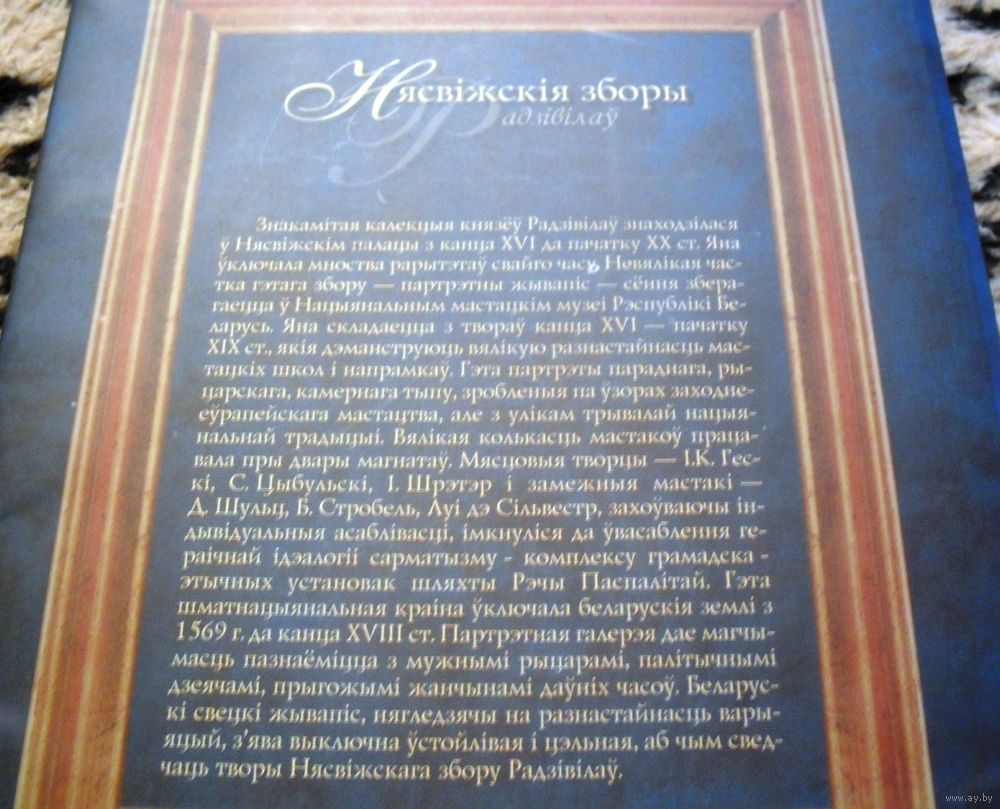 Нясвіжскія зборы
Радзівілаў
Знакамітая калекцыя князёў Радзівілаў знаходзілася
ў Нясвіжскім палацы з канца XVI да пачатку XX ст. Яна
ўключала мноства рарытэтаў свайго часу. Невялікая час-
тка гэтага збору — партрэтны жывапіс — сёння збера-
гаецца ў Нацыянальным мастацкім музеі Рэспублікі Бе-
ларусь. Яна складаецца з твораў канца XVI — пачатку
XIX ст., якія дэманструюць вялікую разнастайнасць мас-
тацкіх школ і напрамкаў. Гэта партрэты параднага, ры-
царскага, камернага тыпу, зробленыя па ўзорах заходне-
еўрапейскага мастацтва, але з улікам трывалай нацыя-
нальнай традыцыі. Вялікая колькасць мастакоў праца-
вала пры двары магнатаў. Мясцовыя творцы — І.К. Гес-
кі, С. Цыбульскі, І. Шрэтэр і замежныя мастакі —
Д. Шульц, Б. Стробель, Луі дэ Сільвестр, захоўваючы ін-
дывідуальныя асаблівасці, імкнуліся да ўвасаблення ге-
раічнай ідэалогіі сарматызму - комплексу грамадска -
этычных установак шляхты Рэчы Паспалітай. Гэта
шматнацыянальная краіна ўключала беларускія землі з
1569 г. да канца XVIII ст. Партрэтная галерэя дае магчы-
масць пазнаёміцца з мужнымі рыцарамі, палітычнымі
дзеячамі, прыгожымі жанчынамі даўніх часоў. Беларус-
кі свецкі жывапіс, нягледзячы на разнастайнасць вары-
яцый, з'ява выключна ўстойлівая і цэльная, аб чым свед-
чаць творы Нясвіжскага збору Радзівілаў.
www.ay.by